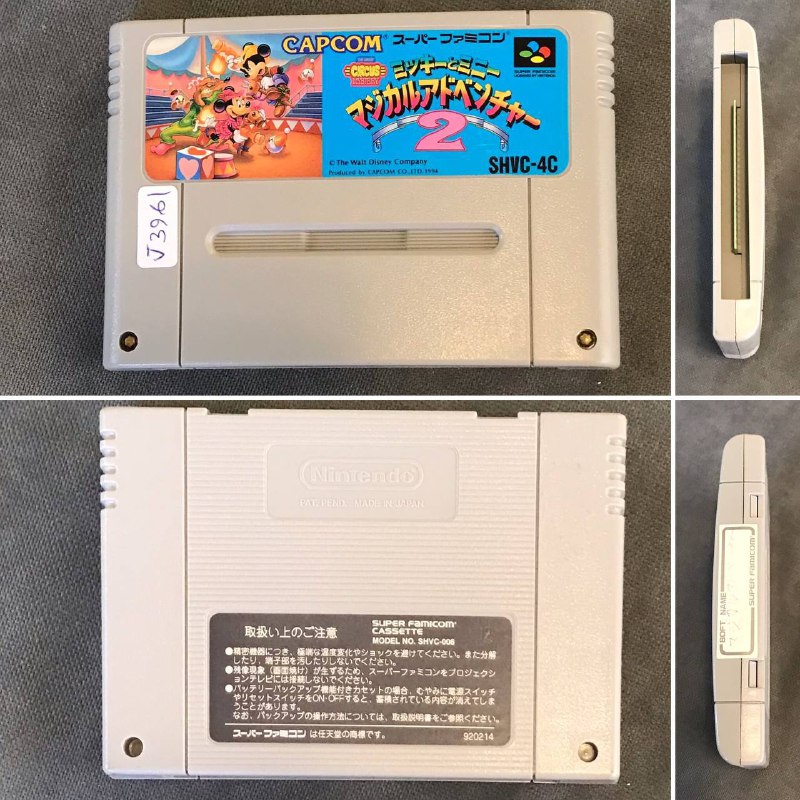 CAPCOM スーパーファミコン
SUPER FAMICOM
THE GREAT
CIRCUS
MYSTERY
ミッキーとミニー
マジカルアドベンチャー
2
© The Walt Disney Company
Produced by CAPCOM CO.,LTD. 1994
SHVC-4C
J3961
Nintendo
PAT. PEND. MADE IN JAPAN
取扱い上のご注意
SUPER FAMICOM
CASSETTE
MODEL NO. SHVC-006
●精密機器につき、極端な温度変化やショックを避けてください。また分解
したり、端子部を汚したりしないでください。
●残像現象(画面焼け)が生ずるため、スーパーファミコンをプロジェクシ
ョンテレビには接続しないでください。
●バッテリーバックアップ機能付きカセットの場合、むやみに電源スイッチ
やリセットスイッチをON・OFFすると、蓄積されている内容が消えてしま
うことがあります。
なお、バックアップの操作方法については、取扱説明書をご参照ください。
スーパーファミコン は任天堂の商標です。
920214
SOFT NAME
SUPER FAMICOM